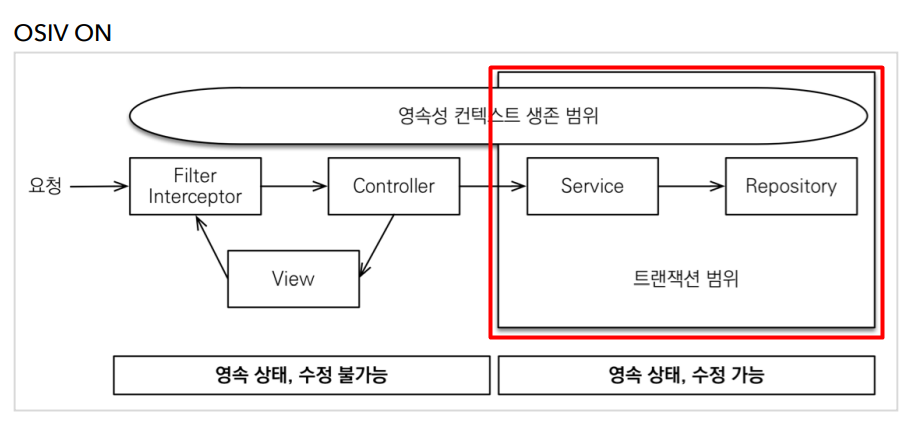 OSIV ON
영속성 컨텍스트 생존 범위
요청
Filter
Interceptor
Controller
Service
Repository
View
트랜잭션 범위
영속 상태, 수정 불가능
영속 상태, 수정 가능